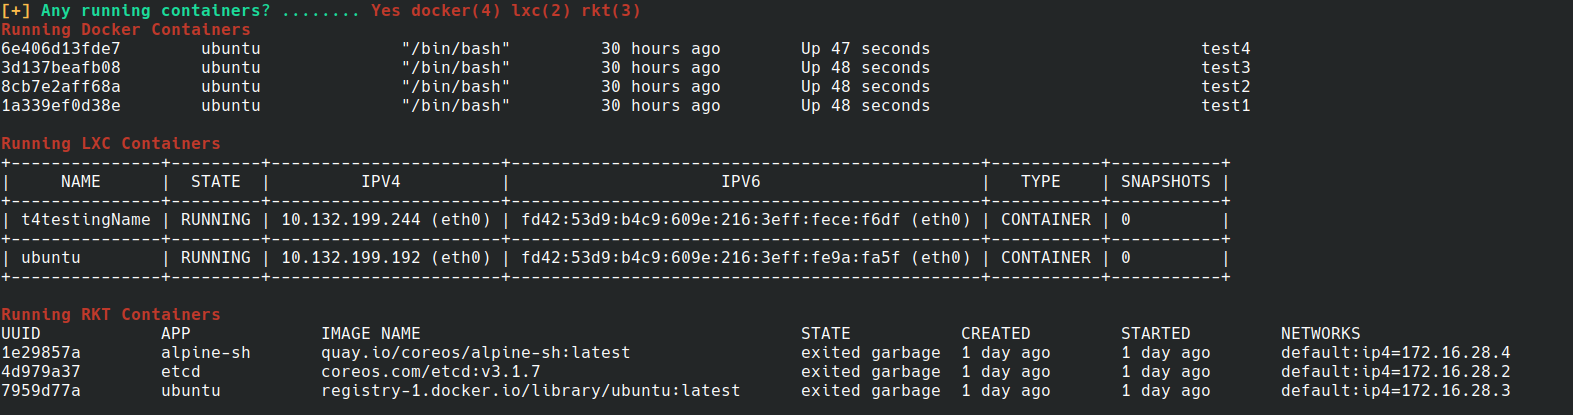 [+] Any running containers? ........ Yes docker(4) lxc(2) rkt(3)
Running Docker Containers
6e406d13fde7        ubuntu              "/bin/bash"         30 hours ago        Up 47 seconds                           test4
3d137beafb08        ubuntu              "/bin/bash"         30 hours ago        Up 48 seconds                           test3
8cb7e2aff68a        ubuntu              "/bin/bash"         30 hours ago        Up 48 seconds                           test2
1a339ef0d38e        ubuntu              "/bin/bash"         30 hours ago        Up 48 seconds                           test1

Running LXC Containers
+---------------+---------+-----------------------+-----------------------------------------------+-----------+-----------+
|     NAME      |  STATE  |         IPV4          |                     IPV6                      |   TYPE    | SNAPSHOTS |
+---------------+---------+-----------------------+-----------------------------------------------+-----------+-----------+
| t4testingName | RUNNING | 10.132.199.244 (eth0) | fd42:53d9:b4c9:609e:216:3eff:fece:f6df (eth0) | CONTAINER | 0         |
+---------------+---------+-----------------------+-----------------------------------------------+-----------+-----------+
| ubuntu        | RUNNING | 10.132.199.192 (eth0) | fd42:53d9:b4c9:609e:216:3eff:fe9a:fa5f (eth0) | CONTAINER | 0         |
+---------------+---------+-----------------------+-----------------------------------------------+-----------+-----------+

Running RKT Containers
UUID            APP             IMAGE NAME                                      STATE           CREATED         STARTED         NETWORKS
1e29857a        alpine-sh       quay.io/coreos/alpine-sh:latest                 exited garbage  1 day ago       1 day ago       default:ip4=172.16.28.4
4d979a37        etcd            coreos.com/etcd:v3.1.7                          exited garbage  1 day ago       1 day ago       default:ip4=172.16.28.2
7959d77a        ubuntu          registry-1.docker.io/library/ubuntu:latest      exited garbage  1 day ago       1 day ago       default:ip4=172.16.28.3